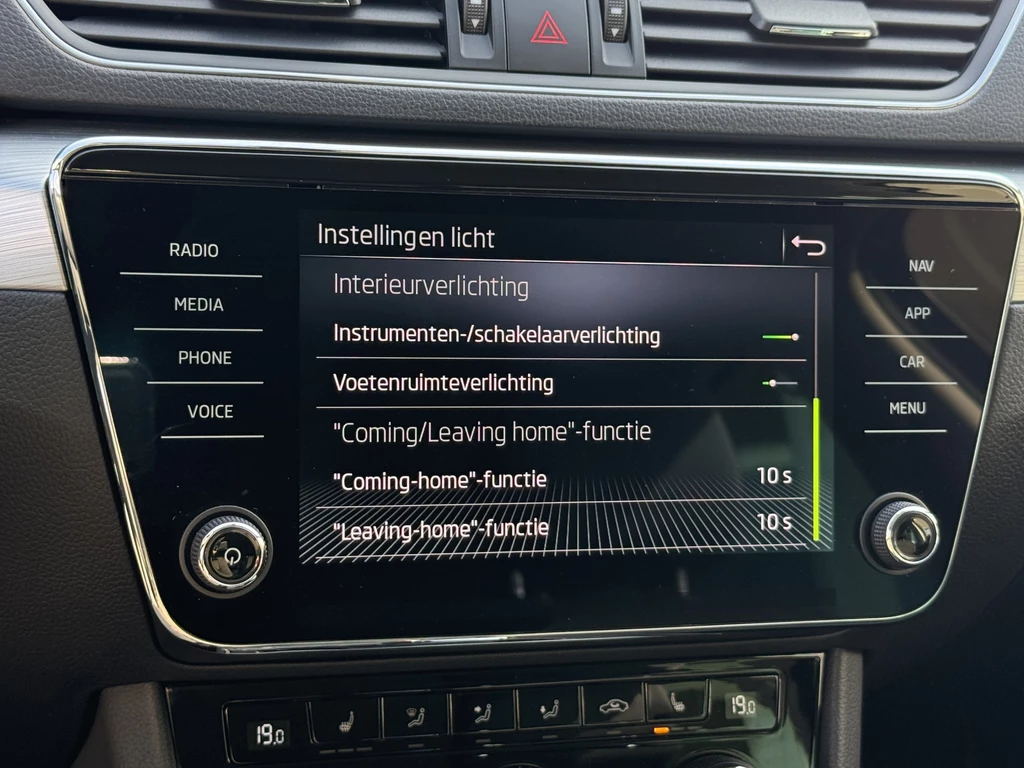 Instellingen licht
RADIO
MEDIA
PHONE
VOICE
Interieurverlichting
Instrumenten-/schakelaarverlichting
Voetenruimteverlichting
"Coming/Leaving home"-functie
"Coming-home"-functie 10 s
"Leaving-home"-functie 10 s
NAV
APP
CAR
MENU
19.0
19.0